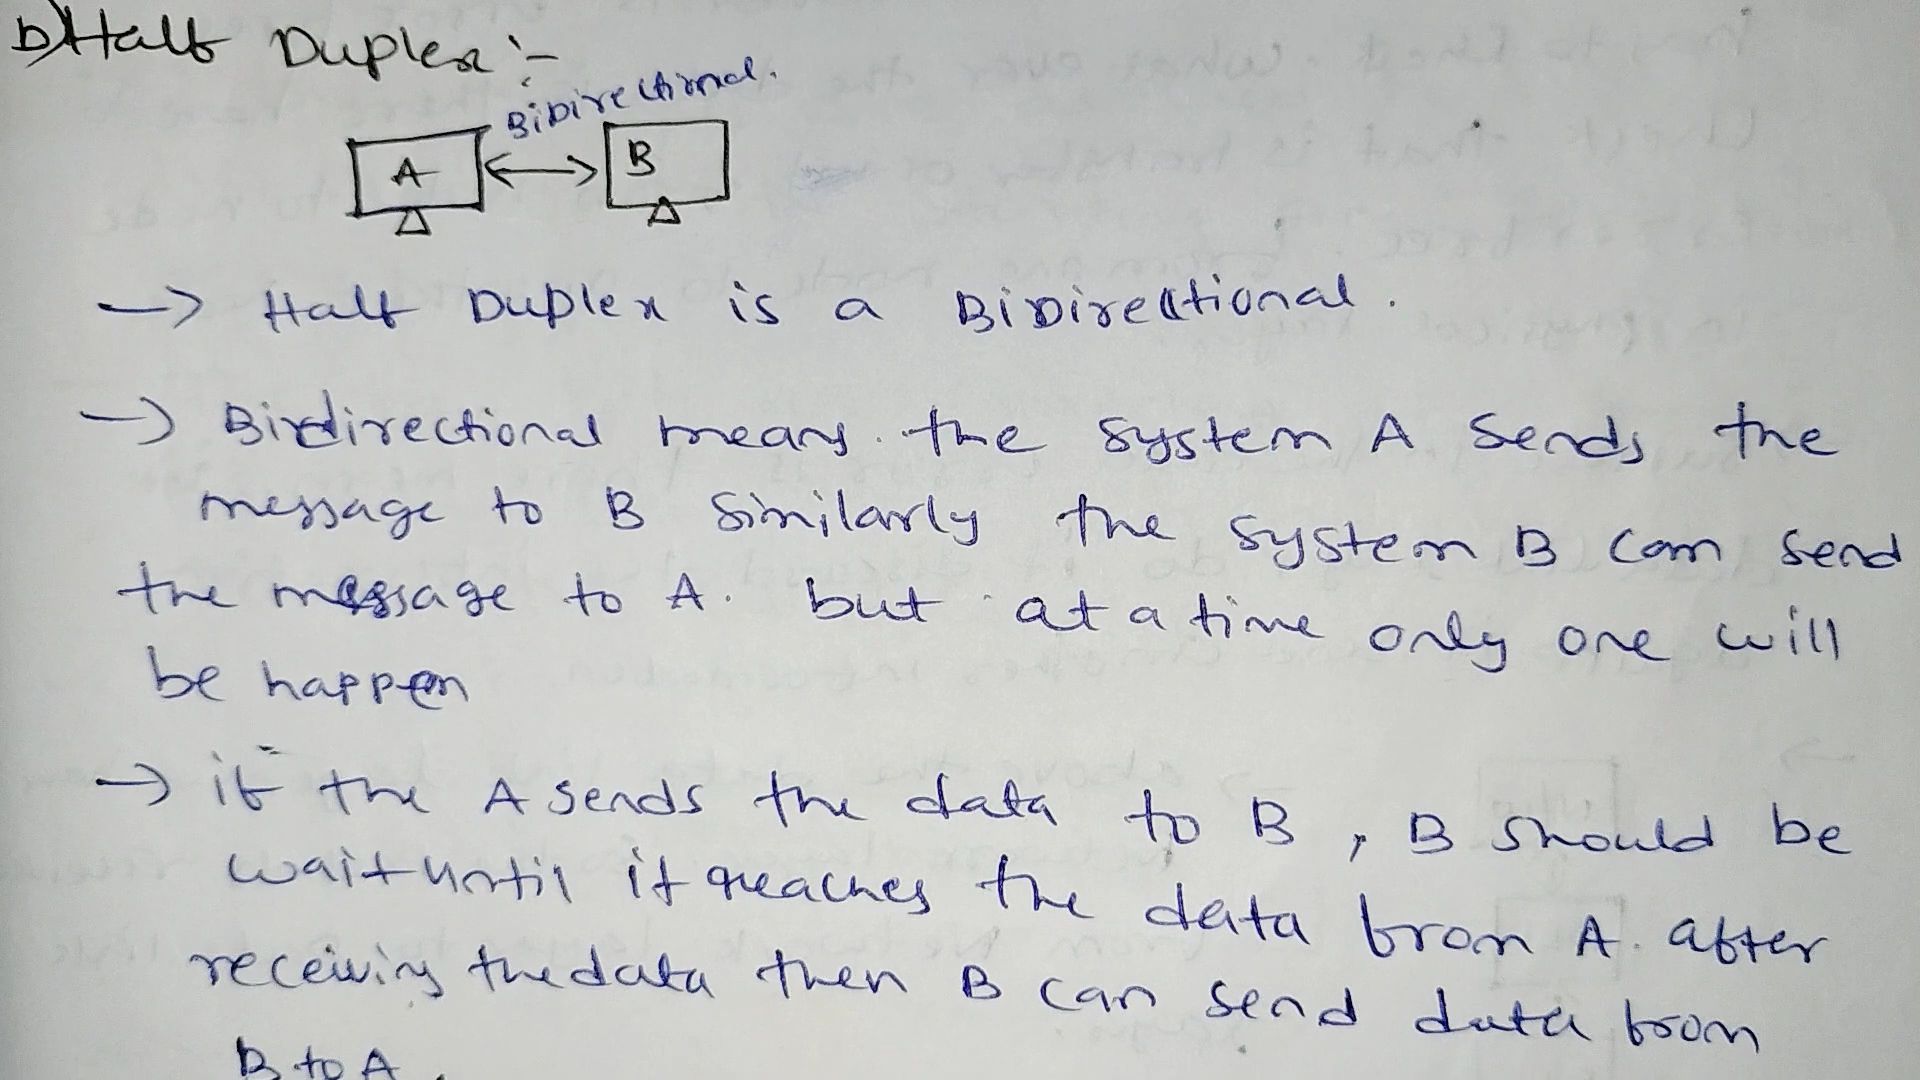 b) Half Duplex :-
Bidirectional.
A
B
→ Half Duplex is a Bidirectional.
→ Bidirectional means the system A sends the
message to B similarly the system B can send
the message to A. but at a time only one will
be happen
→ if the A sends the data to B, B should be
wait until it reaches the data from A. after
receiving the data then B can send data from
B to A.